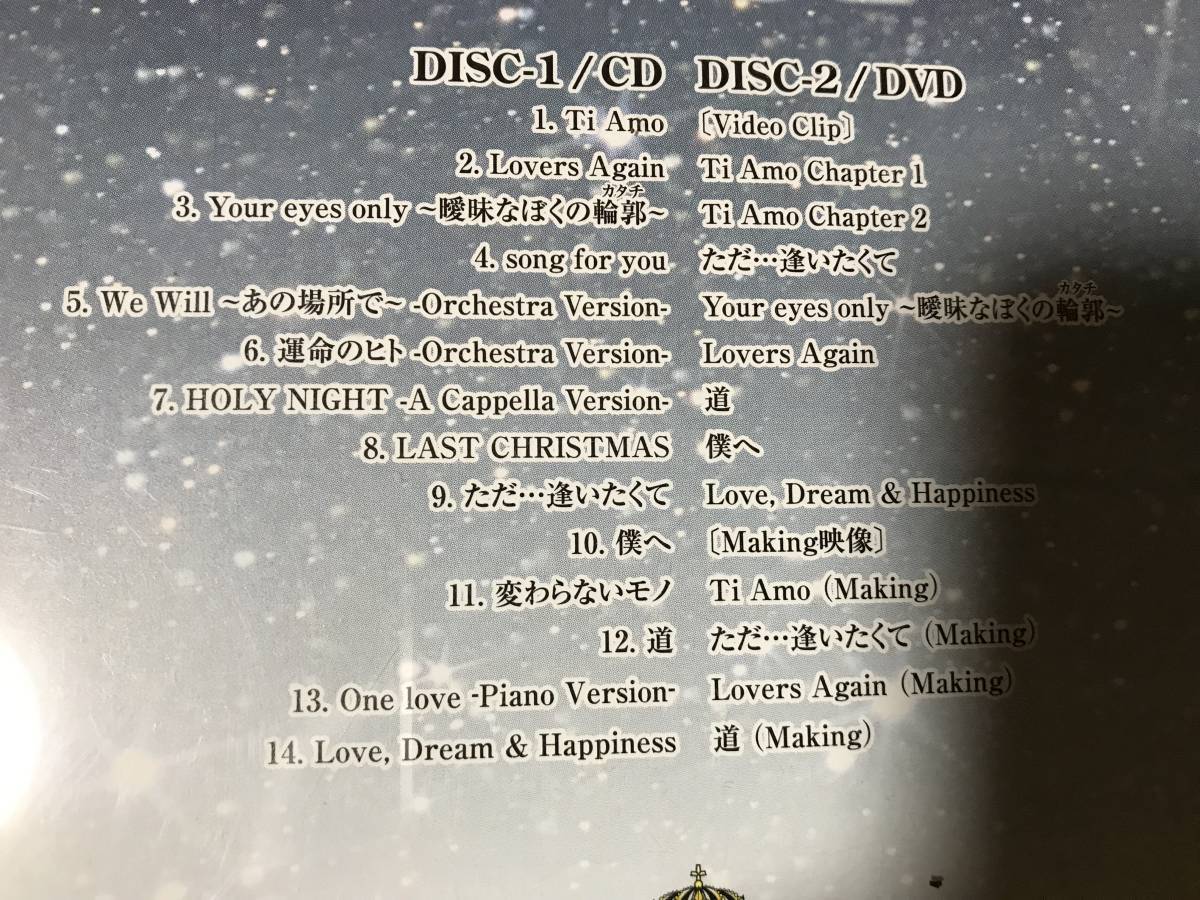 DISC-1 / CD
1. Ti Amo
2. Lovers Again
カタチ
3. Your eyes only ~曖昧なぼくの輪郭~
4. song for you
5. We Will ~あの場所で~ -Orchestra Version-
6. 運命のヒト -Orchestra Version-
7. HOLY NIGHT -A Cappella Version-
8. LAST CHRISTMAS
9. ただ…逢いたくて
10. 僕へ
11. 変わらないモノ
12. 道
13. One love -Piano Version-
14. Love, Dream & Happiness
DISC-2 / DVD
〔Video Clip〕
Ti Amo Chapter 1
Ti Amo Chapter 2
ただ…逢いたくて
カタチ
Your eyes only ~曖昧なぼくの輪郭~
Lovers Again
道
僕へ
Love, Dream & Happiness
〔Making映像〕
Ti Amo (Making)
ただ…逢いたくて (Making)
Lovers Again (Making)
道 (Making)